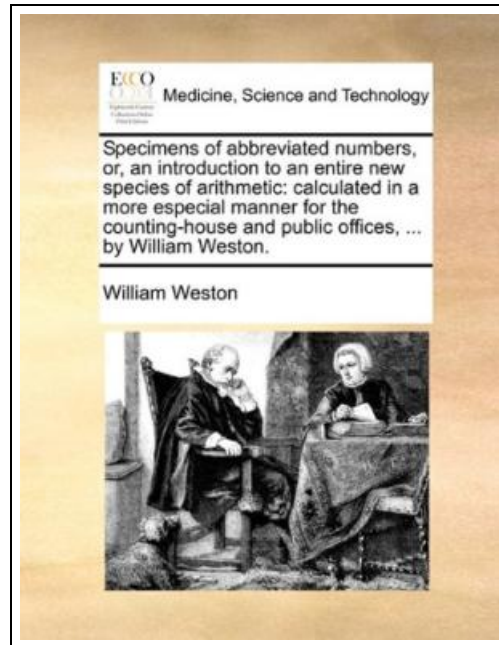 ECCO
Medicine, Science and Technology
Specimens of abbreviated numbers,
or, an introduction to an entire new
species of arithmetic: calculated in a
more especial manner for the
counting-house and public offices, ...
by William Weston.
William Weston